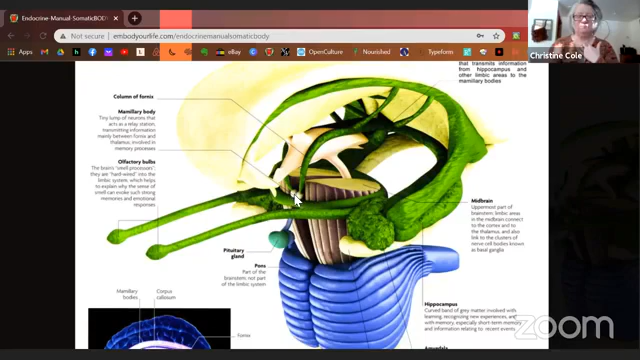 Endocrine-Manual-SomaticBODY
Not secure
embodyourlife.com/endocrinemanualsomaticbody
eBay
OpenCulture
Nourished
Typeform
Christine Cole
that transmits information
from hippocampus and
other limbic areas to the
mamillary bodies
Column of fornix
Mamillary body
Tiny lump of neurons that
acts as a relay station,
transmitting information
mainly between fornix and
thalamus; involved in
memory processes
Olfactory bulbs
The brain's "smell processors",
they are "hard-wired" into the
limbic system, which helps
to explain why the sense of
smell can evoke such strong
memories and emotional
responses
Midbrain
Uppermost part of
brainstem; limbic areas
in the midbrain connect
to the cortex and to
the thalamus, and also
link to the clusters of
nerve cell bodies known
as basal ganglia
Pituitary
gland
Pons
Part of the
brainstem; not part
of the limbic system
Mamillary
bodies
Corpus
callosum
Fornix
Hippocampus
Curved band of grey matter involved with
learning, recognizing new experiences, and
with memory, especially short-term memory
and information relating to recent events
Amygdala
zoom